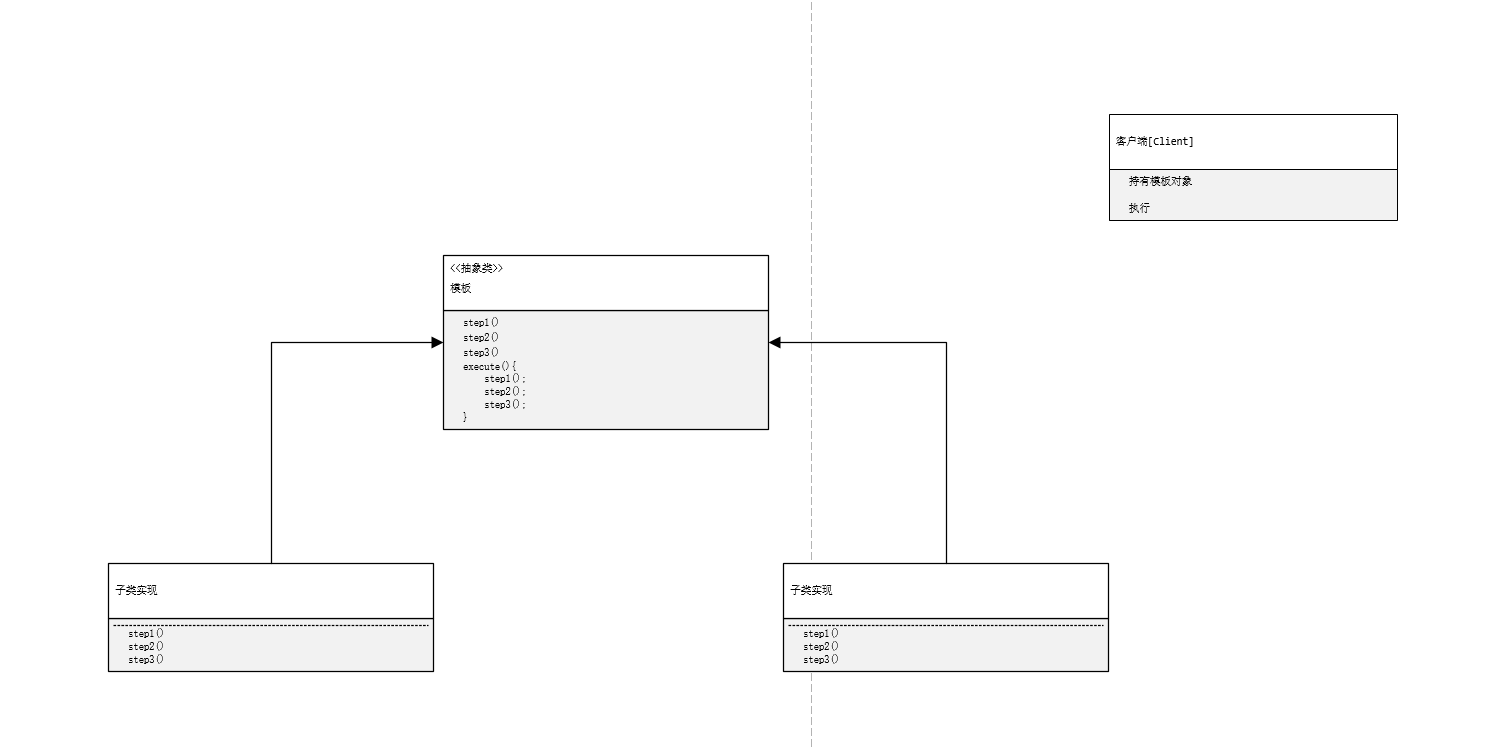 客户端[Client]
持有模板对象
执行
<<抽象类>>
模板
step1()
step2()
step3()
execute(){
    step1();
    step2();
    step3();
}
子类实现
step1()
step2()
step3()
子类实现
step1()
step2()
step3()